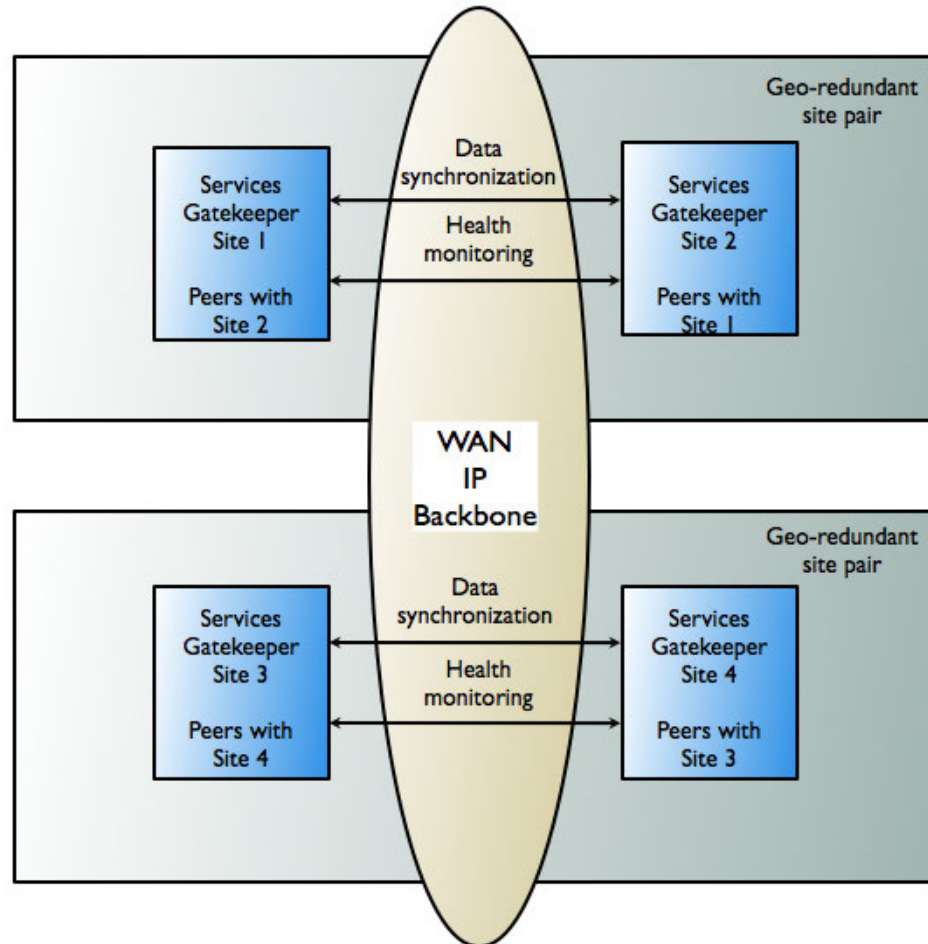 Geo-redundant
site pair
Data
synchronization
Services
Gatekeeper
Site 1
Peers with
Site 2
Health
monitoring
Services
Gatekeeper
Site 2
Peers with
Site 1
WAN
IP
Backbone
Geo-redundant
site pair
Data
synchronization
Services
Gatekeeper
Site 3
Peers with
Site 4
Health
monitoring
Services
Gatekeeper
Site 4
Peers with
Site 3